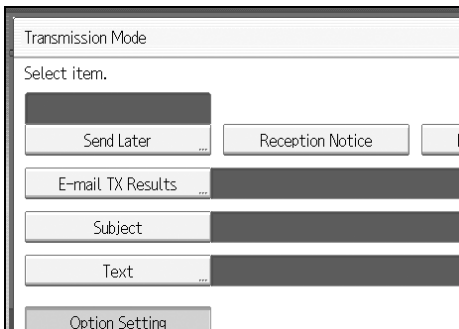 Transmission Mode
Select item.
Send Later
Reception Notice
E-mail TX Results
Subject
Text
Option Setting